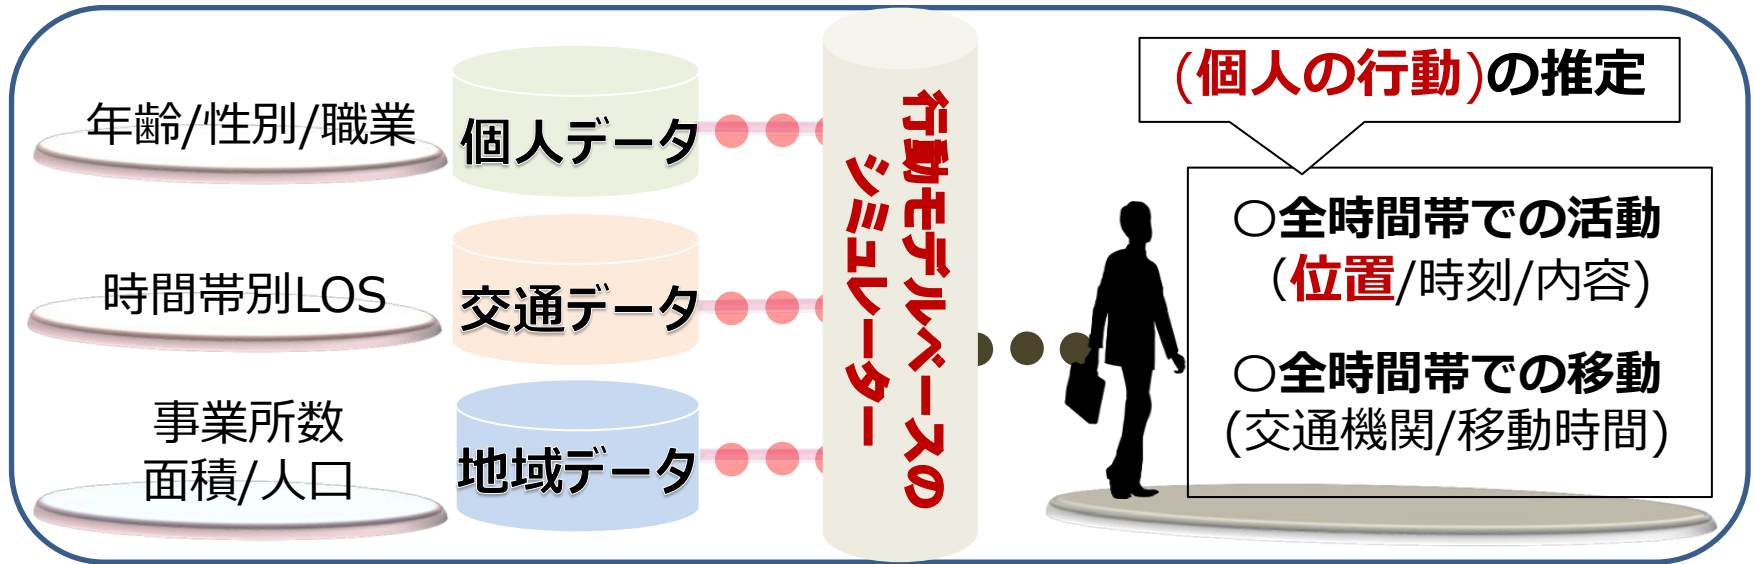 年齢/性別/職業
個人データ
時間帯別LOS
交通データ
事業所数
面積/人口
地域データ
行動モデルベースの
シミュレーター
(個人の行動)の推定
○全時間帯での活動
(位置/時刻/内容)
○全時間帯での移動
(交通機関/移動時間)